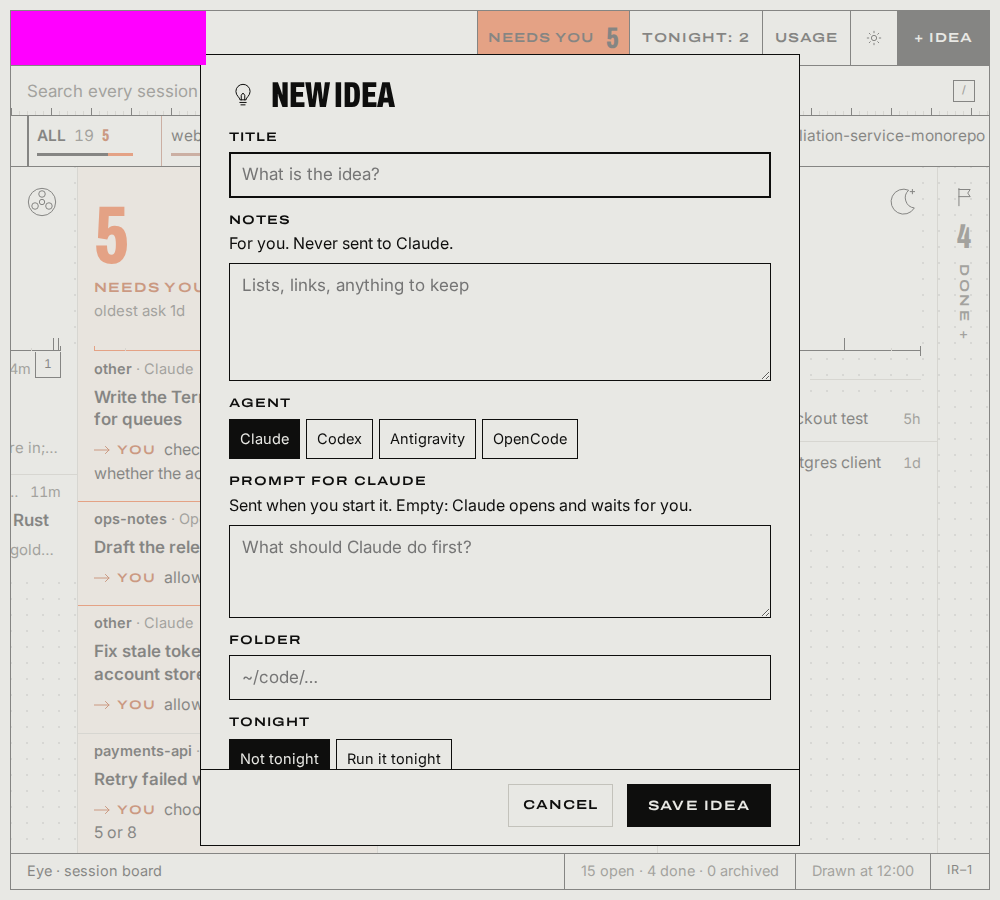 NEEDS YOU 5
TONIGHT: 2
USAGE
+ IDEA
Search every session
/
ALL 19 5
web
liation-service-monorepo
NEW IDEA
TITLE
What is the idea?
NOTES
For you. Never sent to Claude.
Lists, links, anything to keep
AGENT
Claude
Codex
Antigravity
OpenCode
PROMPT FOR CLAUDE
Sent when you start it. Empty: Claude opens and waits for you.
What should Claude do first?
FOLDER
~/code/...
TONIGHT
Not tonight
Run it tonight
CANCEL
SAVE IDEA
4m 1
re in;...
.. 11m
Rust
gold...
5
NEEDS YOU
oldest ask 1d
other · Claude
Write the Terr
for queues
→ YOU chec
whether the ac
ops-notes · Op
Draft the rele
→ YOU allow
other · Claude
Fix stale toke
account store
→ YOU allow
payments-api ·
Retry failed w
→ YOU choo
5 or 8
ckout test 5h
tgres client 1d
4
DONE +
Eye · session board
15 open · 4 done · 0 archived
Drawn at 12:00
IR–1